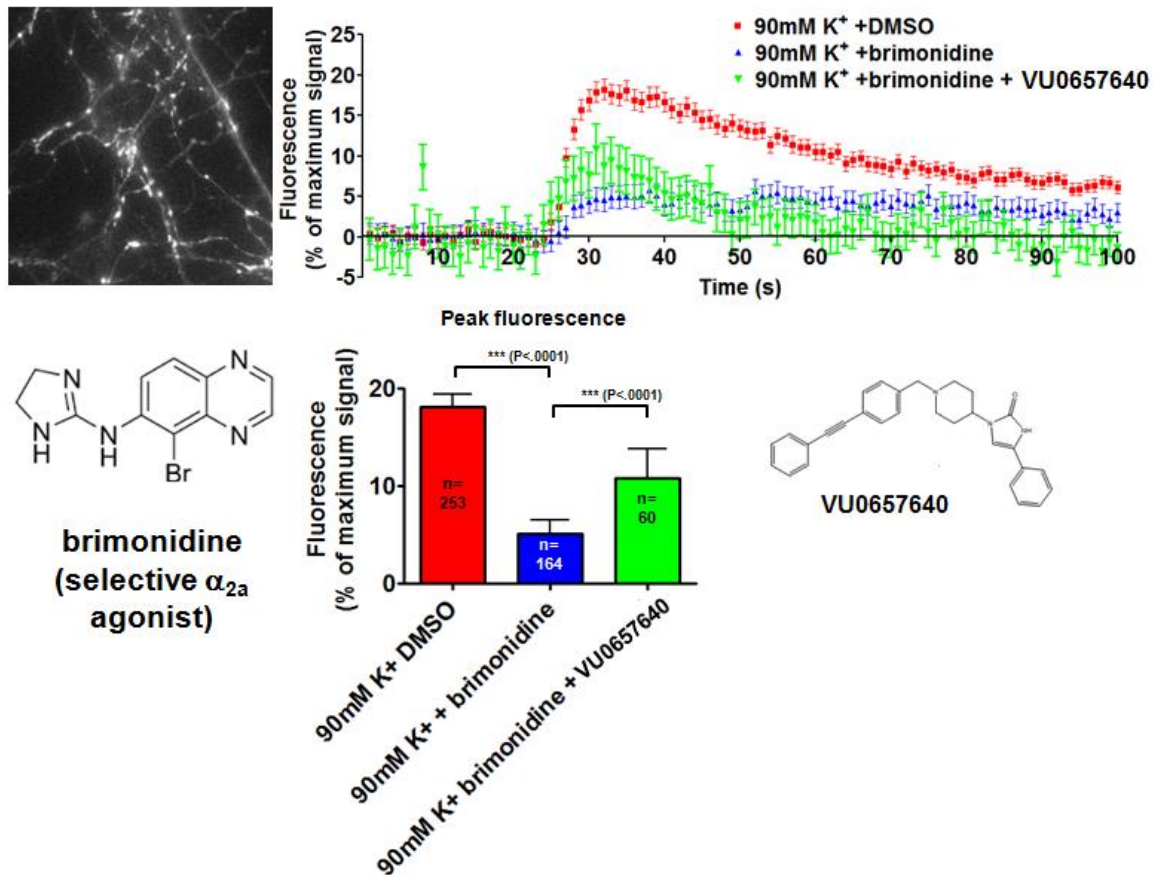 25
20
15
10
5
0
-5
Fluorescence
(% of maximum signal)
90mM K+ +DMSO
90mM K+ +brimonidine
90mM K+ +brimonidine + VU0657640
10 20 30 40 50 60 70 80 90 100
Time (s)
Peak fluorescence
*** (P<.0001)
*** (P<.0001)
20
10
0
Fluorescence
(% of maximum signal)
n=
253
n=
164
n=
60
90mM K+ DMSO
90mM K+ + brimonidine
90mM K+ brimonidine + VU0657640
N
N
H
N
H
Br
N
N
brimonidine
(selective α2a
agonist)
N
N
O
NH
VU0657640